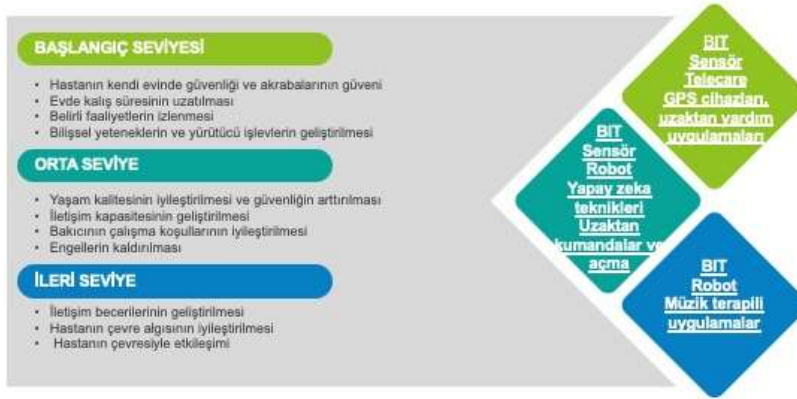 BAŞLANGIÇ SEVİYESİ
• Hastanın kendi evinde güvenliği ve akrabalarının güveni
• Evde kalış süresinin uzatılması
• Belirli faaliyetlerin izlenmesi
• Bilişsel yeteneklerin ve yürütücü işlevlerin geliştirilmesi
ORTA SEVİYE
• Yaşam kalitesinin iyileştirilmesi ve güvenliğin arttırılması
• İletişim kapasitesinin geliştirilmesi
• Bakıcının çalışma koşullarının iyileştirilmesi
• Engellerin kaldırılması
İLERİ SEVİYE
• İletişim becerilerinin geliştirilmesi
• Hastanın çevre algısının iyileştirilmesi
• Hastanın çevresiyle etkileşimi
BIT
Sensör
Telecare
GPS cihazları,
uzaktan yardım
uygulamaları
BIT
Sensör
Robot
Yapay zeka
teknikleri
Uzaktan
kumandalar ve
açma
BIT
Robot
Müzik terapili
uygulamalar